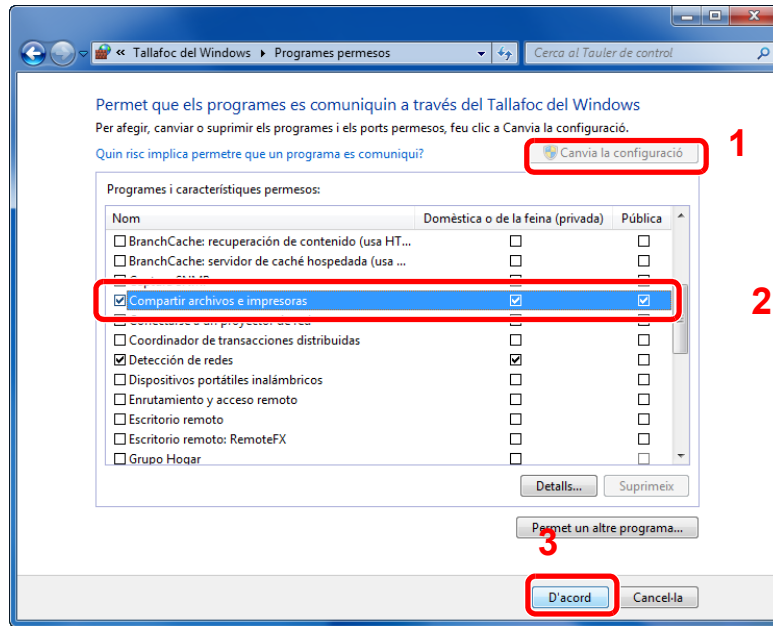 « Tallafoc del Windows ▸ Programes permesos
Cerca al Tauler de control
Permet que els programes es comuniquin a través del Tallafoc del Windows
Per afegir, canviar o suprimir els programes i els ports permesos, feu clic a Canvia la configuració.
Quin risc implica permetre que un programa es comuniqui?
Canvia la configuració
1
Programes i característiques permesos:
Nom Domèstica o de la feina (privada) Pública
BranchCache: recuperación de contenido (usa HT...
BranchCache: servidor de caché hospedada (usa ...
Compartir archivos e impresoras
2
Conectarse a un proyector de red
Coordinador de transacciones distribuidas
Detección de redes
Dispositivos portátiles inalámbricos
Enrutamiento y acceso remoto
Escritorio remoto
Escritorio remoto: RemoteFX
Grupo Hogar
Detalls... Suprimeix
Permet un altre programa...
3
D'acord Cancel·la